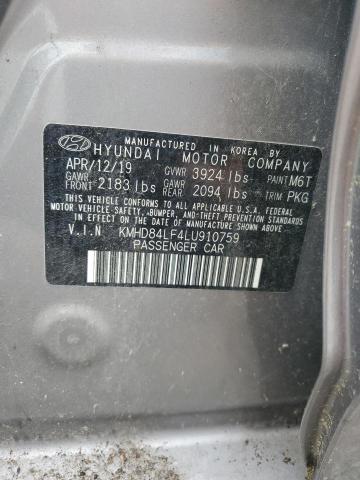 MANUFACTURED IN KOREA BY
HYUNDAI MOTOR COMPANY
APR/12/19 GVWR 3924 lbs PAINT M6T
GAWR FRONT 2183 lbs GAWR REAR 2094 lbs TRIM PKG
THIS VEHICLE CONFORMS TO ALL APPLICABLE FEDERAL
MOTOR VEHICLE SAFETY, BUMPER, AND THEFT PREVENTION
STANDARDS IN EFFECT ON THE DATE OF MANUFACTURE
SHOWN ABOVE.
V.I.N KMHD84LF4LU910759
PASSENGER CAR